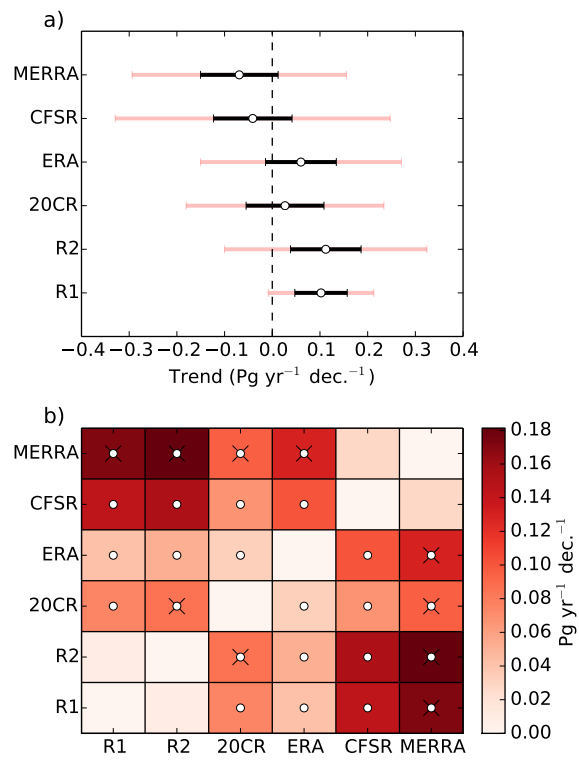 a)
MERRA
CFSR
ERA
20CR
R2
R1
−0.4 −0.3 −0.2 −0.1 0.0 0.1 0.2 0.3 0.4
Trend (Pg yr⁻¹ dec.⁻¹)
b)
MERRA
CFSR
ERA
20CR
R2
R1
R1 R2 20CR ERA CFSR MERRA
0.18
0.16
0.14
0.12
0.10
0.08
0.06
0.04
0.02
0.00
Pg yr⁻¹ dec.⁻